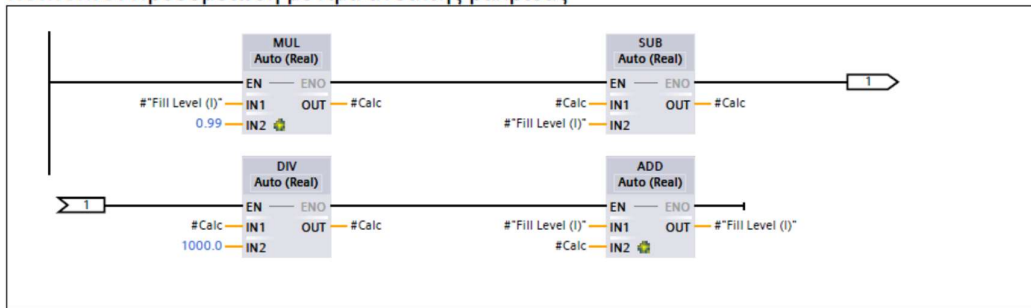 MUL
Auto (Real)
EN ENO
#"Fill Level (l)" IN1 OUT #Calc
0.99 IN2
SUB
Auto (Real)
EN ENO
#Calc IN1 OUT #Calc
#"Fill Level (l)" IN2
1
1
DIV
Auto (Real)
EN ENO
#Calc IN1 OUT #Calc
1000.0 IN2
ADD
Auto (Real)
EN ENO
#"Fill Level (l)" IN1 OUT #"Fill Level (l)"
#Calc IN2